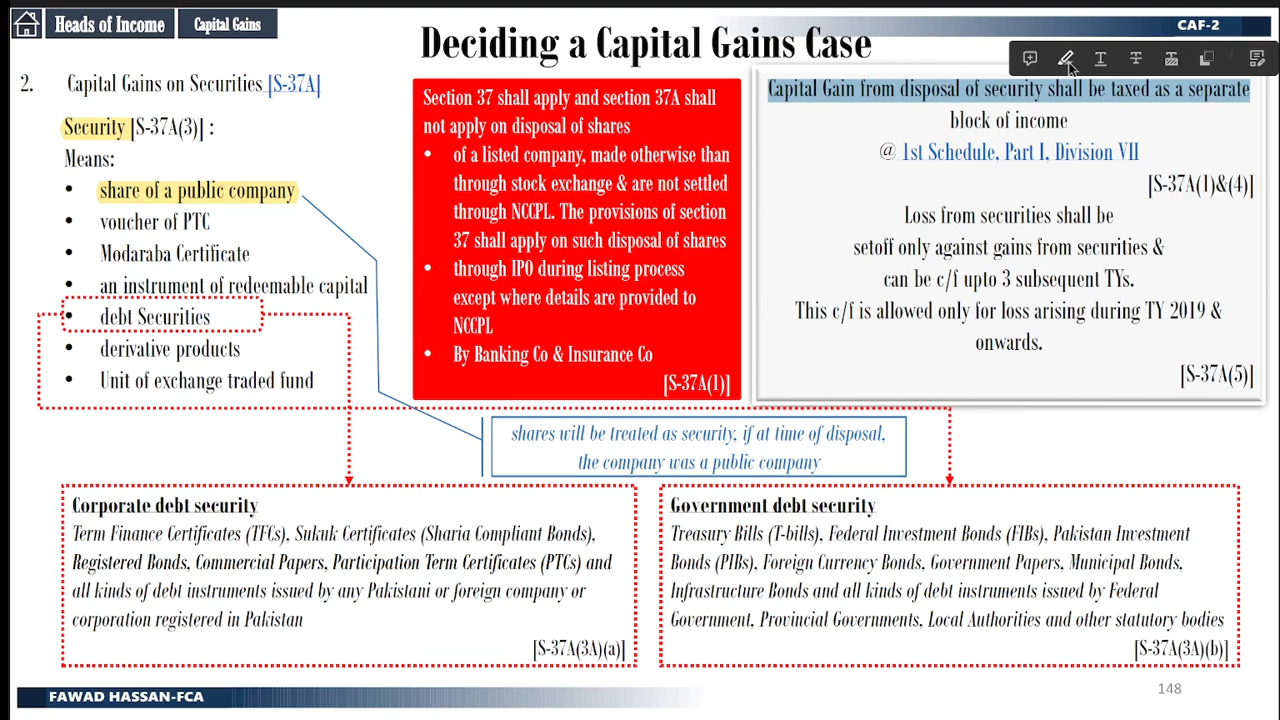 Heads of Income
Capital Gains
CAF-2
Deciding a Capital Gains Case
2. Capital Gains on Securities [S-37A]
Security [S-37A(3)] :
Means:
• share of a public company
• voucher of PTC
• Modaraba Certificate
• an instrument of redeemable capital
• debt Securities
• derivative products
• Unit of exchange traded fund
Section 37 shall apply and section 37A shall
not apply on disposal of shares
• of a listed company, made otherwise than
through stock exchange & are not settled
through NCCPL. The provisions of section
37 shall apply on such disposal of shares
• through IPO during listing process
except where details are provided to
NCCPL
• By Banking Co & Insurance Co
[S-37A(1)]
Capital Gain from disposal of security shall be taxed as a separate
block of income
@ 1st Schedule, Part I, Division VII
[S-37A(1)&(4)]
Loss from securities shall be
setoff only against gains from securities &
can be c/f upto 3 subsequent TYs.
This c/f is allowed only for loss arising during TY 2019 &
onwards.
[S-37A(5)]
shares will be treated as security, if at time of disposal,
the company was a public company
Corporate debt security
Term Finance Certificates (TFCs), Sukuk Certificates (Sharia Compliant Bonds),
Registered Bonds, Commercial Papers, Participation Term Certificates (PTCs) and
all kinds of debt instruments issued by any Pakistani or foreign company or
corporation registered in Pakistan
[S-37A(3A)(a)]
Government debt security
Treasury Bills (T-bills), Federal Investment Bonds (FIBs), Pakistan Investment
Bonds (PIBs), Foreign Currency Bonds, Government Papers, Municipal Bonds,
Infrastructure Bonds and all kinds of debt instruments issued by Federal
Government, Provincial Governments, Local Authorities and other statutory bodies
[S-37A(3A)(b)]
FAWAD HASSAN-FCA
148